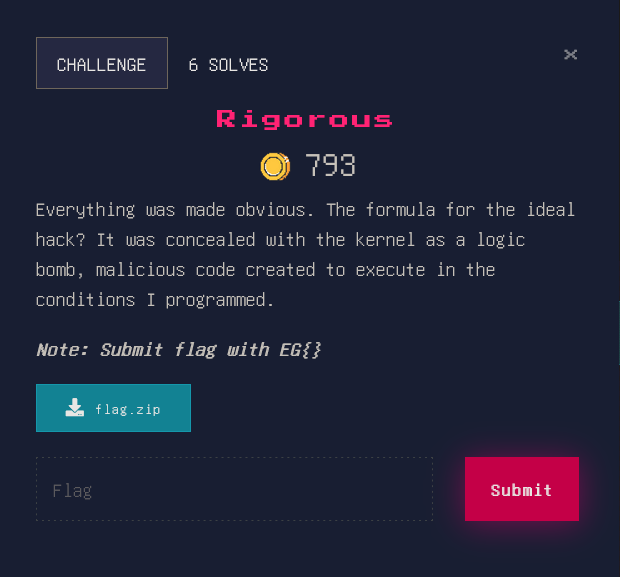 CHALLENGE
6 SOLVES
×
Rigorous
793
Everything was made obvious. The formula for the ideal
hack? It was concealed with the kernel as a logic
bomb, malicious code created to execute in the
conditions I programmed.
Note: Submit flag with EG{}
flag.zip
Flag
Submit